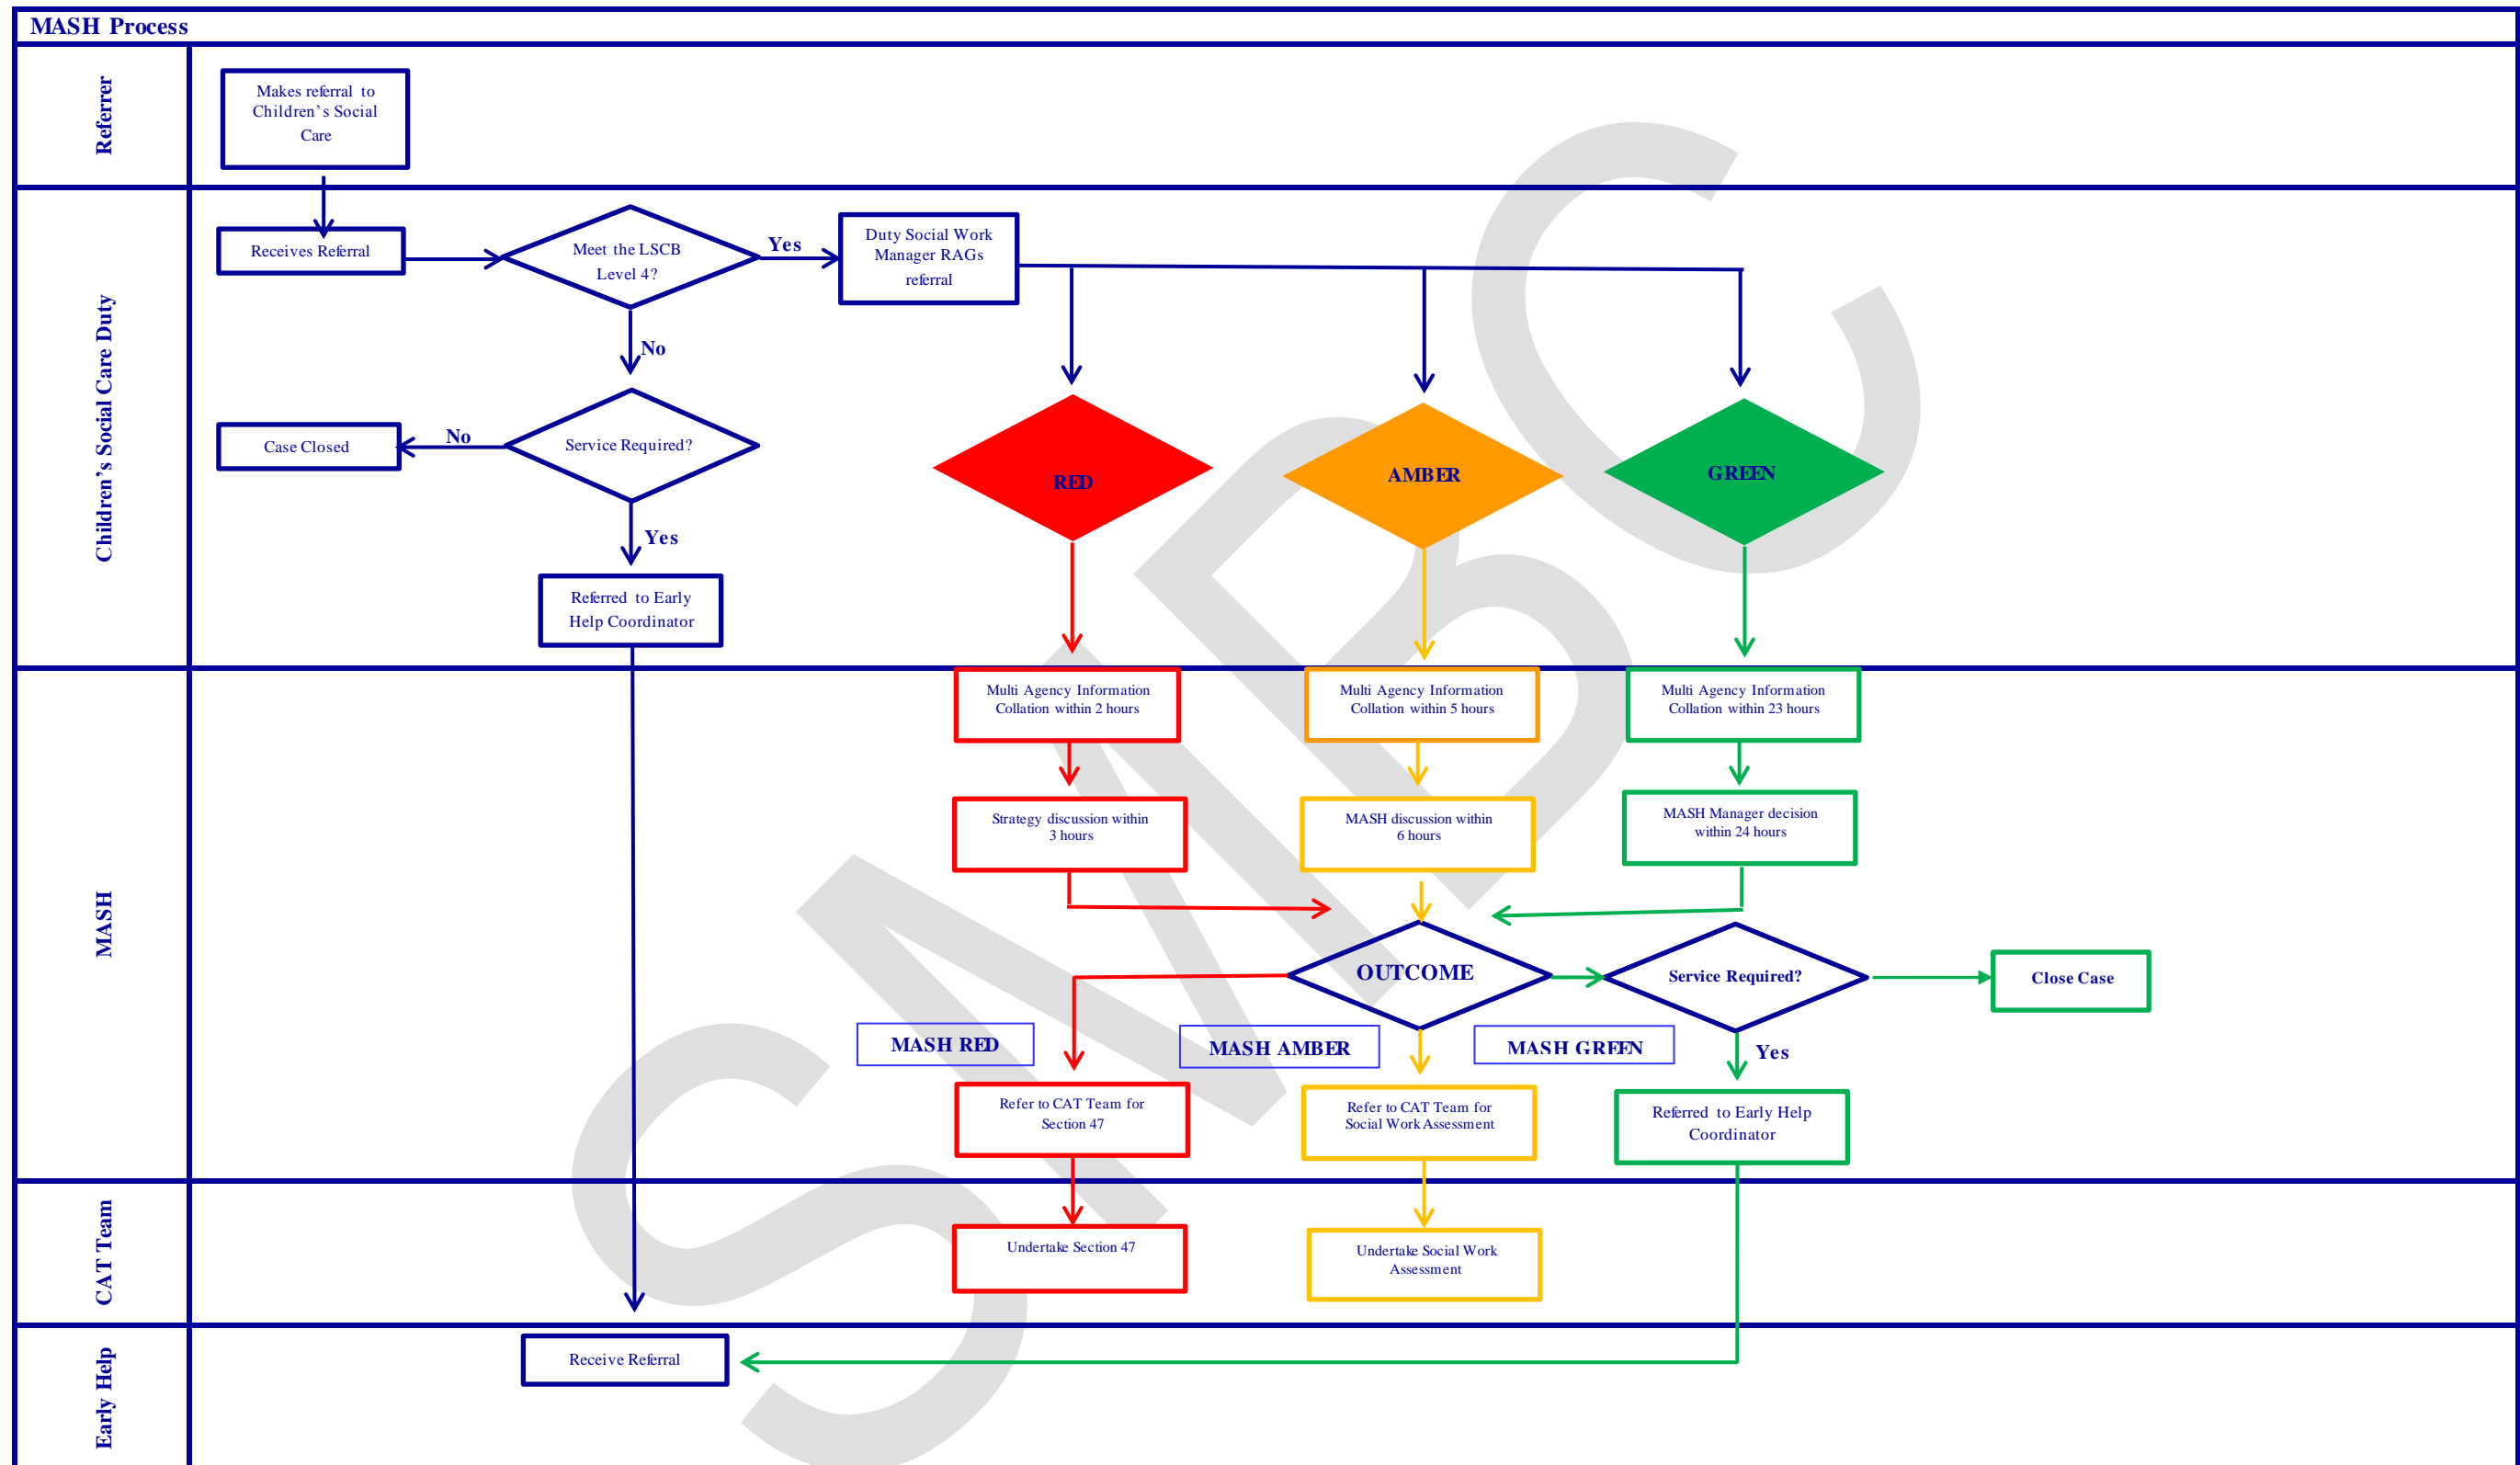 MASH Process
Referrer
Makes referral to
Children's Social
Care
Children's Social Care Duty
Receives Referral
Meet the LSCB
Level 4?
Yes
Duty Social Work
Manager RAGs
referral
No
Case Closed
No
Service Required?
RED
AMBER
GREEN
Yes
Referred to Early
Help Coordinator
MASH
Multi Agency Information
Collation within 2 hours
Multi Agency Information
Collation within 5 hours
Multi Agency Information
Collation within 23 hours
Strategy discussion within
3 hours
MASH discussion within
6 hours
MASH Manager decision
within 24 hours
OUTCOME
Service Required?
Close Case
MASH RED
MASH AMBER
MASH GREEN
Yes
Refer to CAT Team for
Section 47
Refer to CAT Team for
Social Work Assessment
Referred to Early Help
Coordinator
CAT Team
Undertake Section 47
Undertake Social Work
Assessment
Early Help
Receive Referral
SMBC